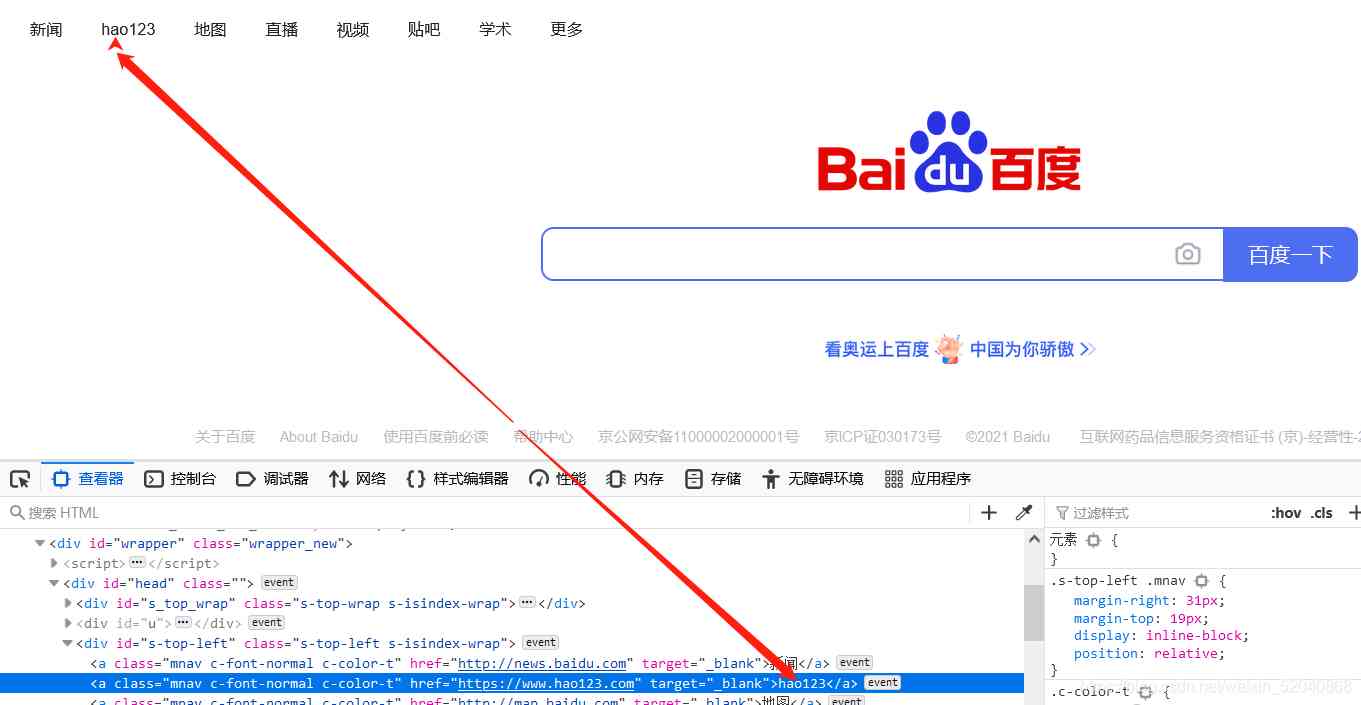 新闻 hao123 地图 直播 视频 贴吧 学术 更多
Bai du 百度
百度一下
看奥运上百度 中国为你骄傲
关于百度 About Baidu 使用百度前必读 帮助中心 京公网安备11000002000001号 京ICP证030173号 ©2021 Baidu 互联网药品信息服务资格证书 (京)-经营性-2
查看器 控制台 调试器 网络 {} 样式编辑器 性能 内存 存储 无障碍环境 应用程序
搜索 HTML
<div id="wrapper" class="wrapper_new">
<script>⋯</script>
<div id="head" class=""> event
<div id="s_top_wrap" class="s-top-wrap s-isindex-wrap">⋯</div>
<div id="u">⋯</div> event
<div id="s-top-left" class="s-top-left s-isindex-wrap"> event
<a class="mnav c-font-normal c-color-t" href="http://news.baidu.com" target="_blank">新闻</a> event
<a class="mnav c-font-normal c-color-t" href="https://www.hao123.com" target="_blank">hao123</a> event
<a class="mnav c-font-normal c-color-t" href="http://map.baidu.com" target="_blank">地图</a> event
过滤样式 :hov .cls +
元素 {
}
.s-top-left .mnav {
margin-right: 31px;
margin-top: 19px;
display: inline-block;
position: relative;
}
.c-color-t {